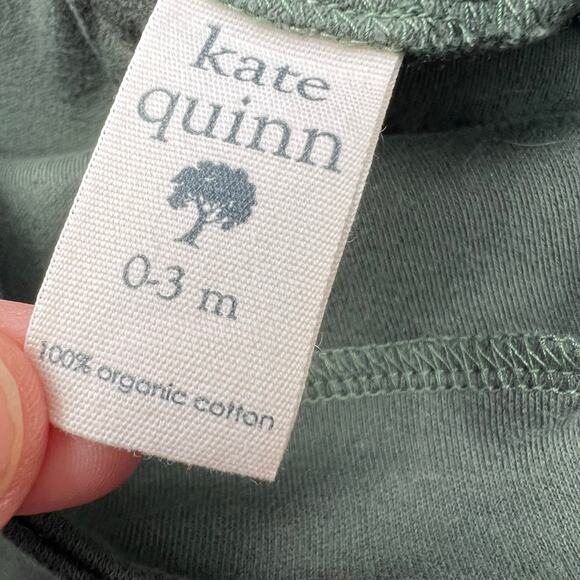 kate
quinn
0-3 m
100% organic cotton